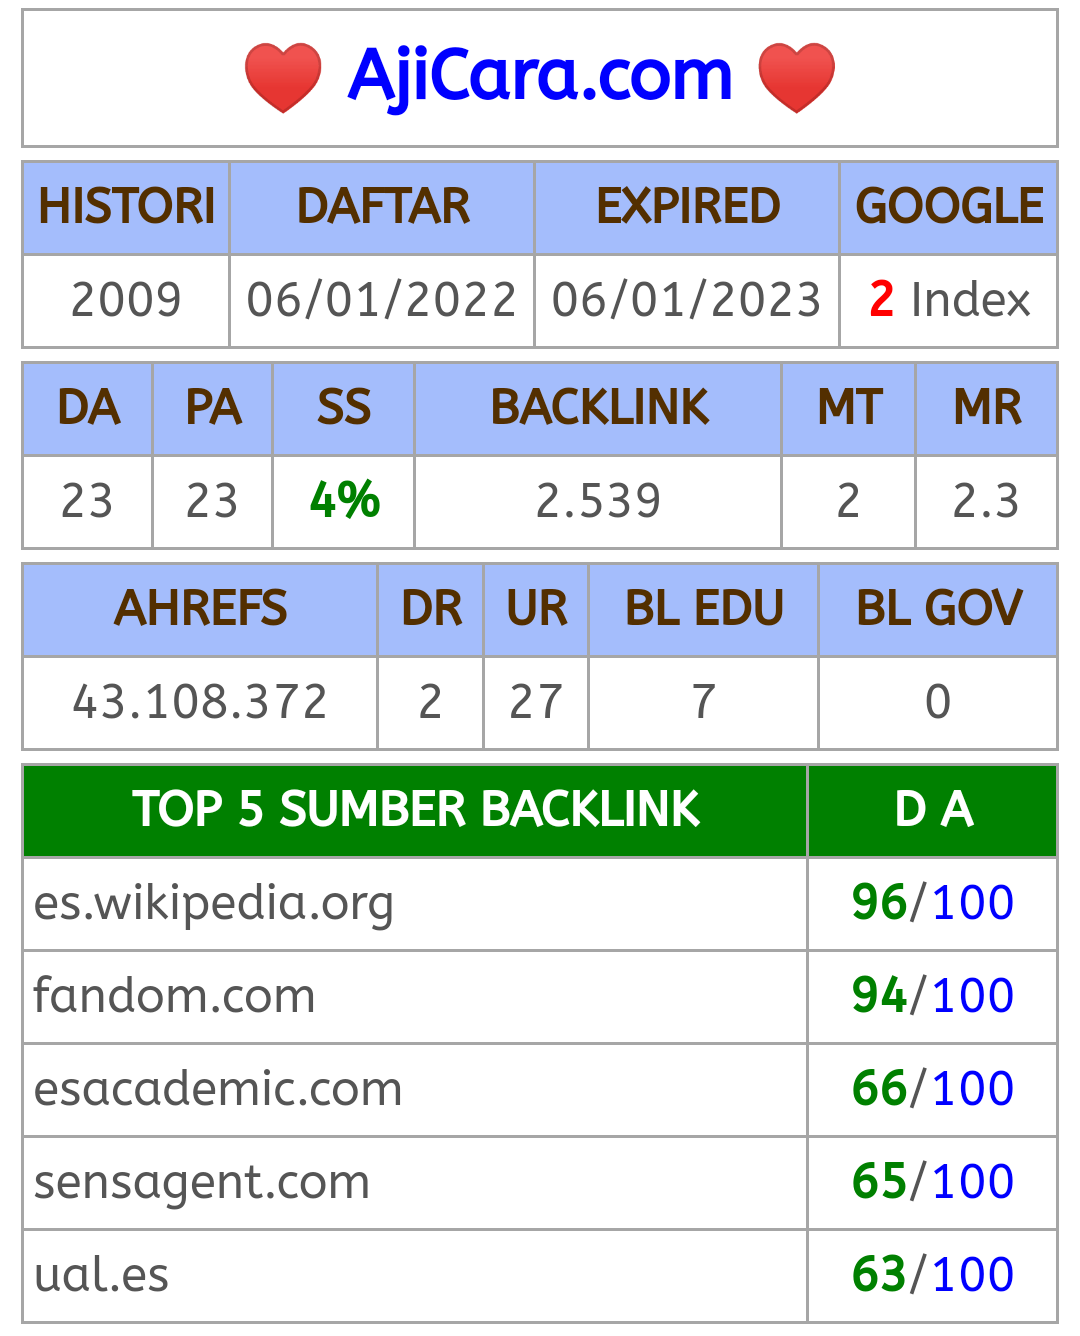 ❤️ AjiCara.com ❤️
HISTORI DAFTAR EXPIRED GOOGLE
2009 06/01/2022 06/01/2023 2 Index
DA PA SS BACKLINK MT MR
23 23 4% 2.539 2 2.3
AHREFS DR UR BL EDU BL GOV
43.108.372 2 27 7 0
TOP 5 SUMBER BACKLINK D A
es.wikipedia.org 96/100
fandom.com 94/100
esacademic.com 66/100
sensagent.com 65/100
ual.es 63/100